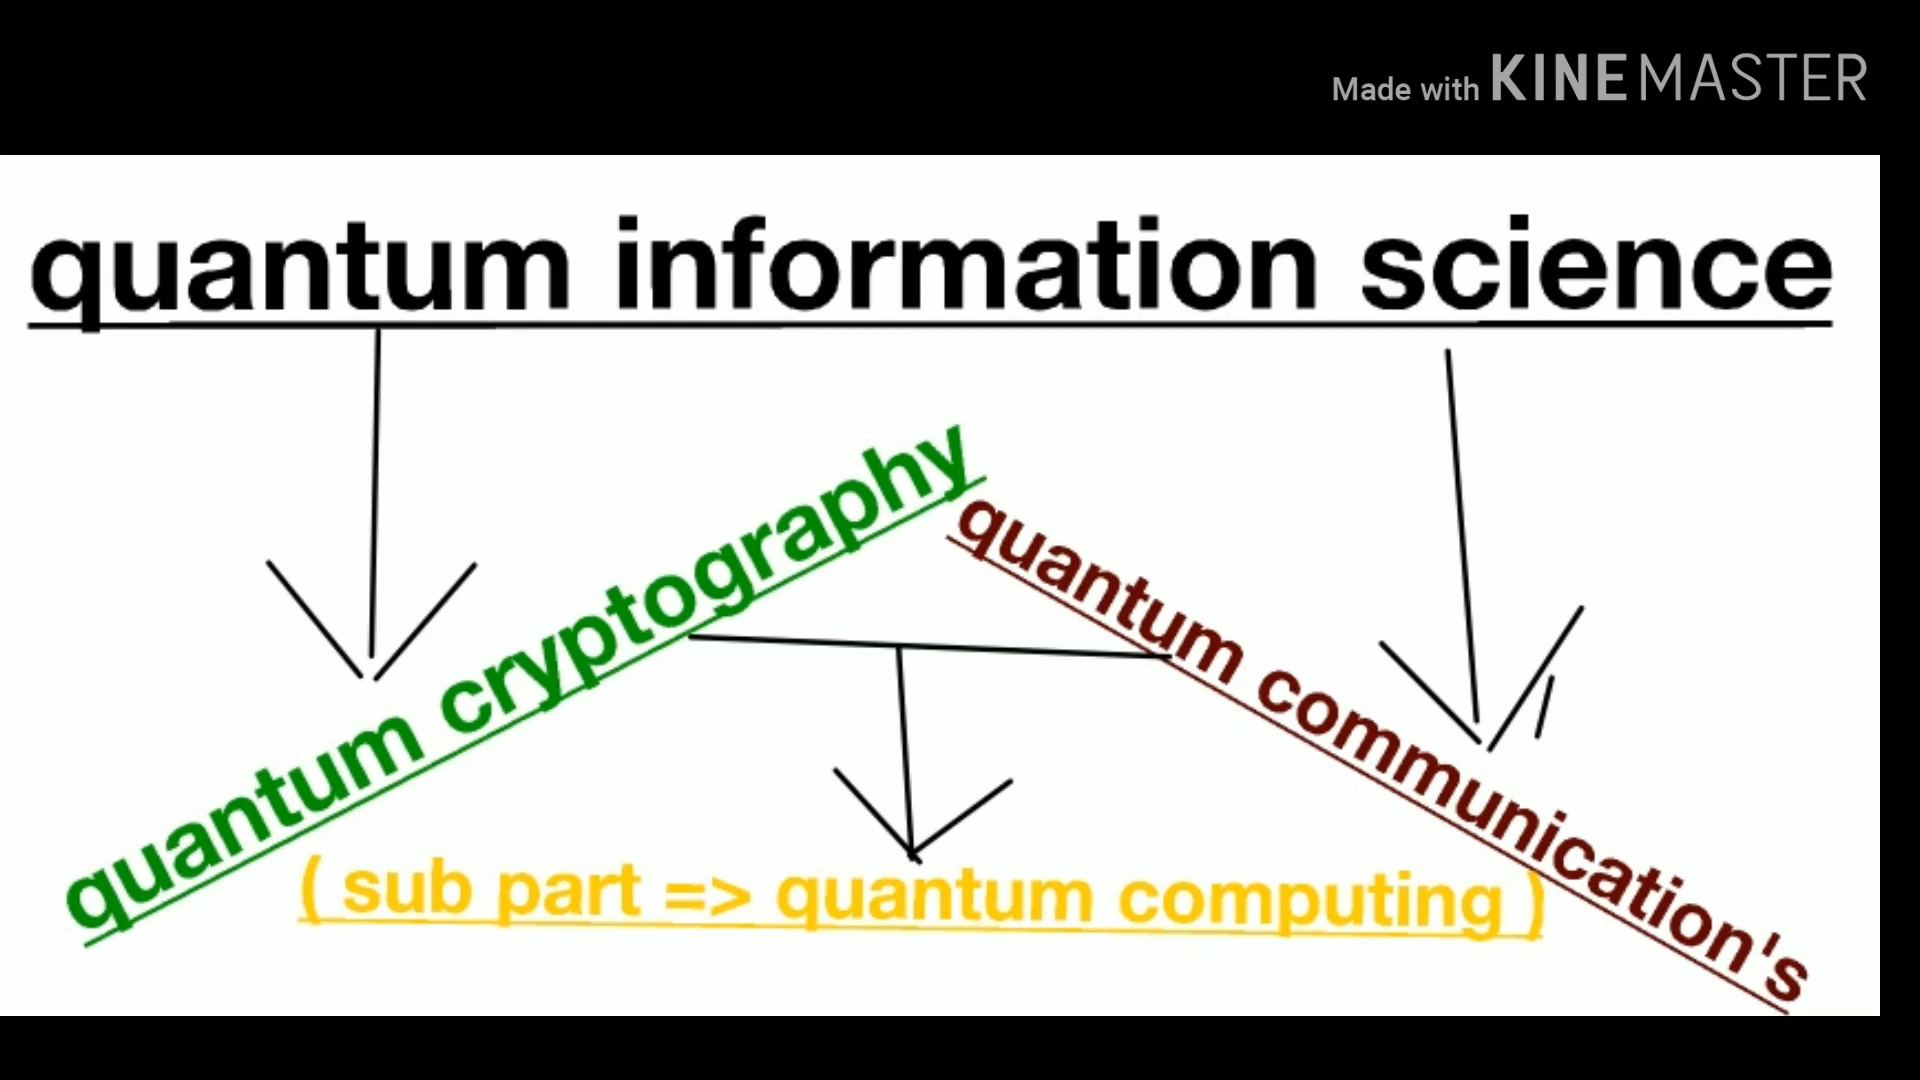 Made with KINEMASTER
quantum information science
quantum cryptography
quantum communication's
( sub part => quantum computing )